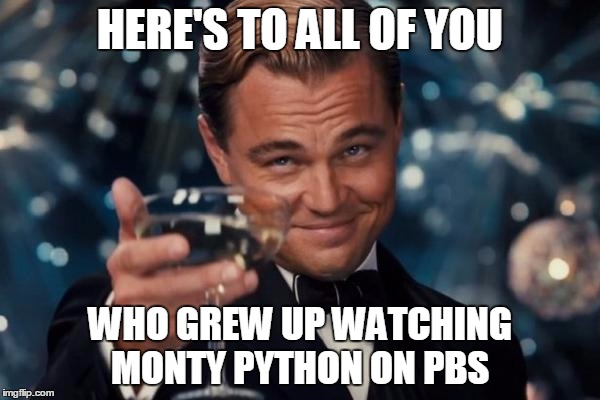 HERE'S TO ALL OF YOU
WHO GREW UP WATCHING
MONTY PYTHON ON PBS
imgflip.com